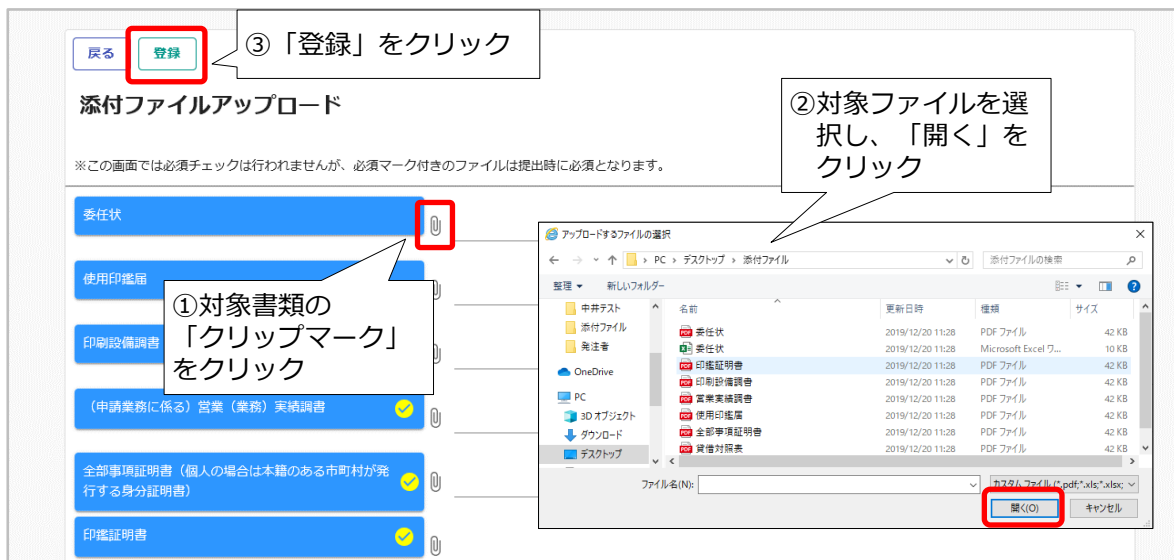 戻る
登録
③「登録」をクリック
添付ファイルアップロード
※この画面では必須チェックは行われませんが、必須マーク付きのファイルは提出時に必須となります。
②対象ファイルを選
択し、「開く」を
クリック
委任状
使用印鑑届
印刷設備調書
①対象書類の
「クリップマーク」
をクリック
(申請業務に係る)営業(業務)実績調書
全部事項証明書(個人の場合は本籍のある市町村が発
行する身分証明書)
印鑑証明書
アップロードするファイルの選択
PC › デスクトップ › 添付ファイル
添付ファイルの検索
整理 新しいフォルダー
中井テスト
添付ファイル
発注者
OneDrive
PC
3D オブジェクト
ダウンロード
デスクトップ
名前 更新日時 種類 サイズ
委任状 2019/12/20 11:28 PDF ファイル 42 KB
委任状 2019/12/20 11:28 Microsoft Excel ワ... 10 KB
印鑑証明書 2019/12/20 11:28 PDF ファイル 42 KB
印刷設備調書 2019/12/20 11:28 PDF ファイル 42 KB
営業実績調書 2019/12/20 11:28 PDF ファイル 42 KB
使用印鑑届 2019/12/20 11:28 PDF ファイル 42 KB
全部事項証明書 2019/12/20 11:28 PDF ファイル 42 KB
貸借対照表 2019/12/20 11:28 PDF ファイル 42 KB
ファイル名(N):
カスタム ファイル (*.pdf;*.xls;*.xlsx;
開く(O)
キャンセル